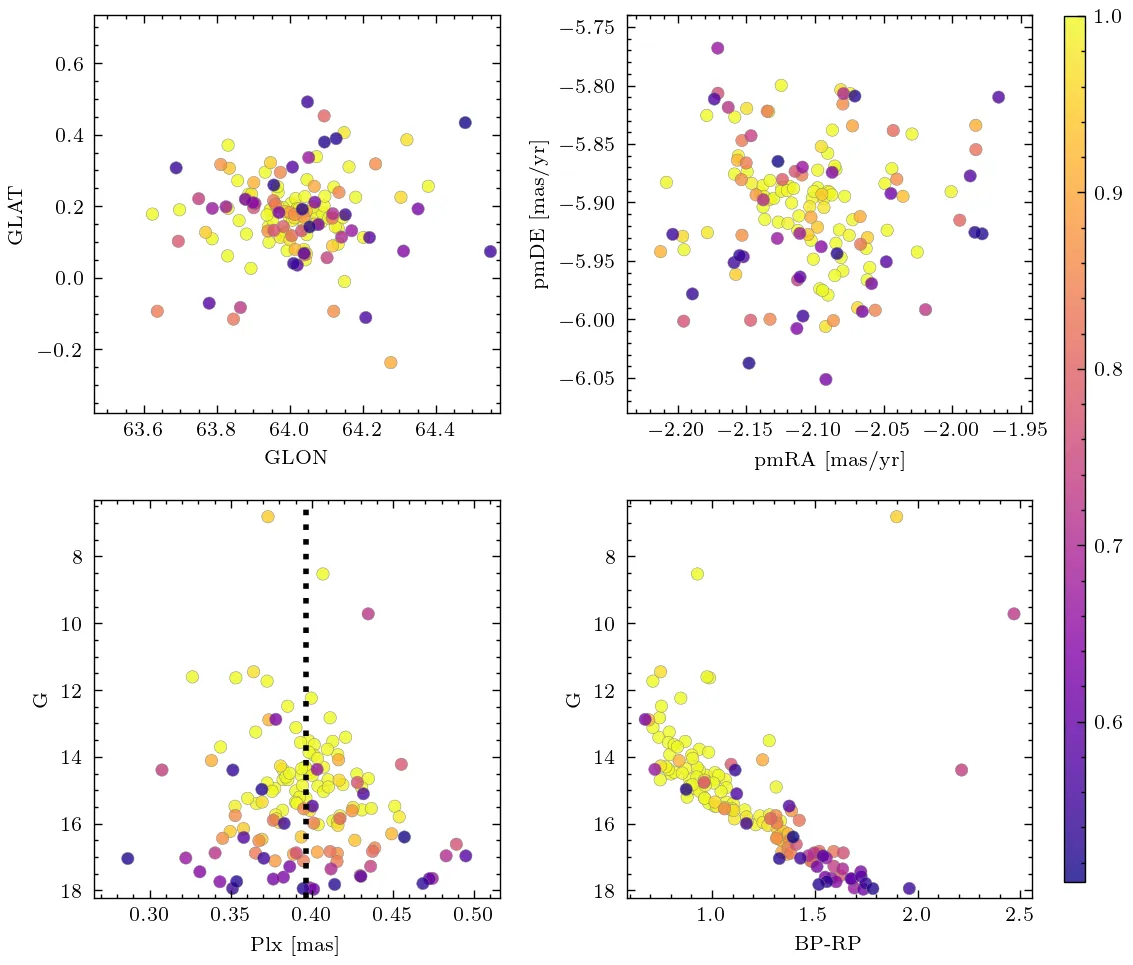 GLAT
0.6
0.4
0.2
0.0
−0.2
63.6 63.8 64.0 64.2 64.4
GLON
pmDE [mas/yr]
−5.75
−5.80
−5.85
−5.90
−5.95
−6.00
−6.05
−2.20 −2.15 −2.10 −2.05 −2.00 −1.95
pmRA [mas/yr]
G
8
10
12
14
16
18
0.30 0.35 0.40 0.45 0.50
Plx [mas]
G
8
10
12
14
16
18
1.0 1.5 2.0 2.5
BP-RP
1.0
0.9
0.8
0.7
0.6